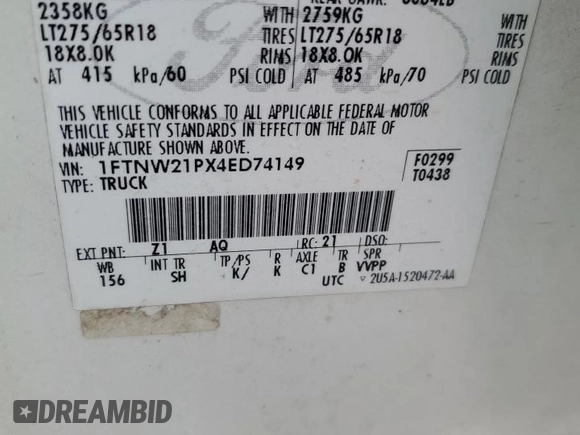 2358KG WITH 2759KG WITH
LT275/65R18 TIRES LT275/65R18 TIRES
18X8.0K RIMS 18X8.0K RIMS
AT 415 kPa/60 PSI COLD AT 485 kPa/70 PSI COLD
Ford
THIS VEHICLE CONFORMS TO ALL APPLICABLE FEDERAL MOTOR
VEHICLE SAFETY STANDARDS IN EFFECT ON THE DATE OF
MANUFACTURE SHOWN ABOVE.
VIN: 1FTNW21PX4ED74149 F0299
TYPE: TRUCK T0438
EXT PNT: Z1 AQ RC: 21 DSO:
WB INT TR TP/PS R AXLE TR SPR
156 SH K/ K C1 B VVPP
UTC ▽ 2U5A-1520472-AA
DREAMBID